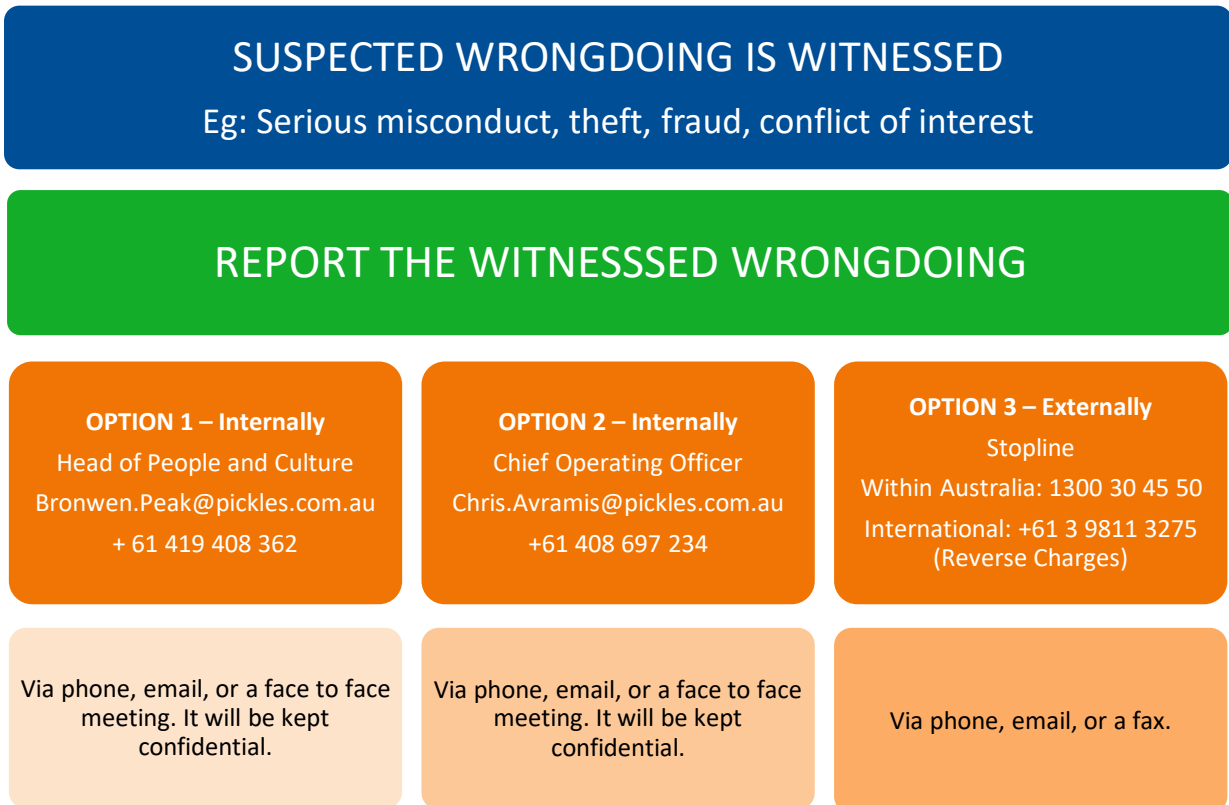 SUSPECTED WRONGDOING IS WITNESSED
Eg: Serious misconduct, theft, fraud, conflict of interest
REPORT THE WITNESSSED WRONGDOING
OPTION 1 – Internally
Head of People and Culture
Bronwen.Peak@pickles.com.au
+ 61 419 408 362
OPTION 2 – Internally
Chief Operating Officer
Chris.Avramis@pickles.com.au
+61 408 697 234
OPTION 3 – Externally
Stopline
Within Australia: 1300 30 45 50
International: +61 3 9811 3275
(Reverse Charges)
Via phone, email, or a face to face
meeting. It will be kept
confidential.
Via phone, email, or a face to face
meeting. It will be kept
confidential.
Via phone, email, or a fax.